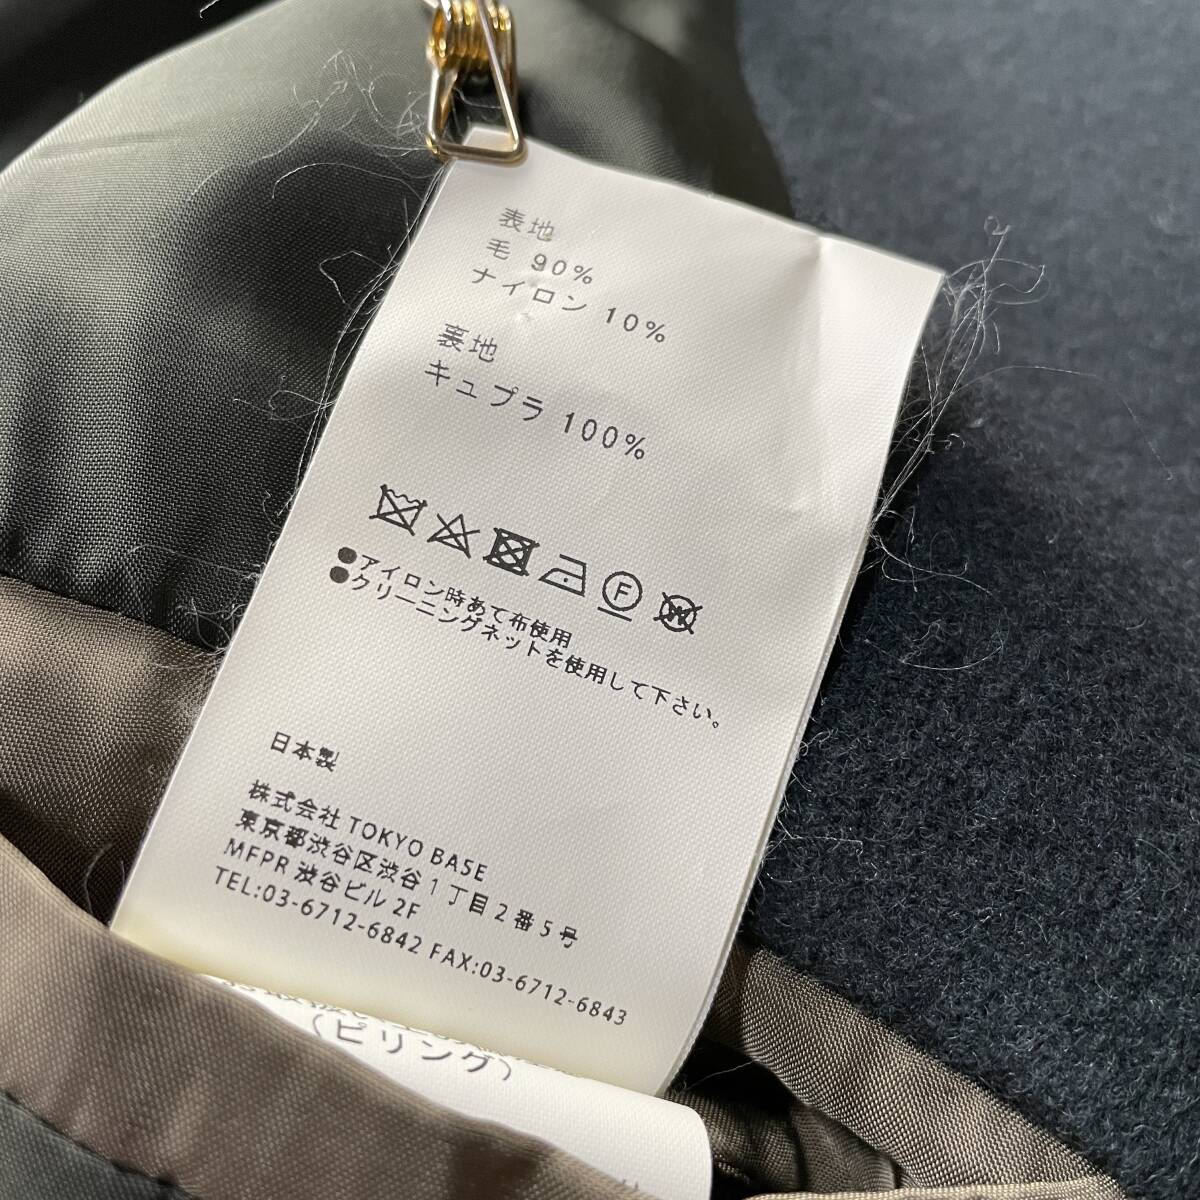 表地
毛 90%
ナイロン 10%
裏地
キュプラ 100%
F
W
●アイロン時あて布使用
●クリーニングネットを使用して下さい。
日本製
株式会社 TOKYO BASE
東京都渋谷区渋谷1丁目2番5号
MFPR 渋谷ビル 2F
TEL:03-6712-6842 FAX:03-6712-6843
(ピリング)